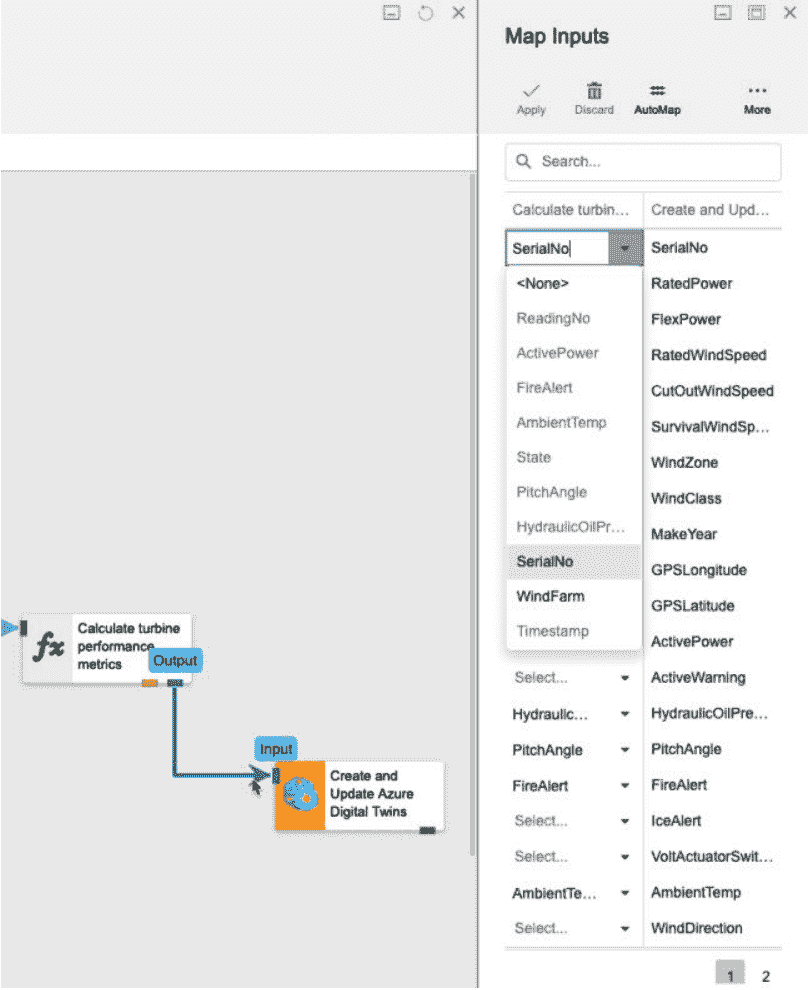 Map Inputs
Apply
Discard
AutoMap
More
Search...
Calculate turbin...
Create and Upd...
SerialNo
SerialNo
<None>
RatedPower
ReadingNo
FlexPower
ActivePower
RatedWindSpeed
FireAlert
CutOutWindSpeed
AmbientTemp
SurvivalWindSp...
State
WindZone
PitchAngle
WindClass
HydraulicOilPr...
MakeYear
SerialNo
GPSLongitude
WindFarm
GPSLatitude
Timestamp
ActivePower
Select...
ActiveWarning
Hydraulic...
HydraulicOilPre...
PitchAngle
PitchAngle
FireAlert
FireAlert
Select...
IceAlert
Select...
VoltActuatorSwit...
AmbientTe...
AmbientTemp
Select...
WindDirection
1
2
fx
Calculate turbine
performance
metrics
Output
Input
Create and
Update Azure
Digital Twins